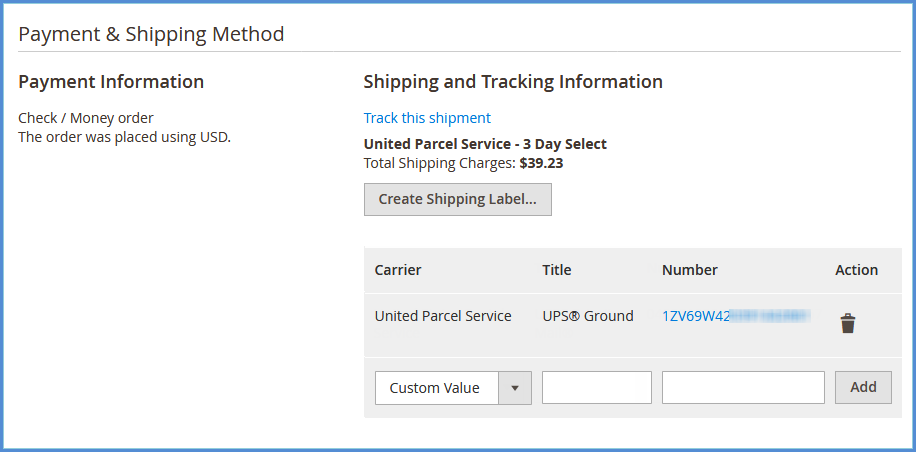 Payment & Shipping Method
Payment Information
Check / Money order
The order was placed using USD.
Shipping and Tracking Information
Track this shipment
United Parcel Service - 3 Day Select
Total Shipping Charges: $39.23
Create Shipping Label...
Carrier Title Number Action
United Parcel Service UPS® Ground 1ZV69W42
Custom Value Add